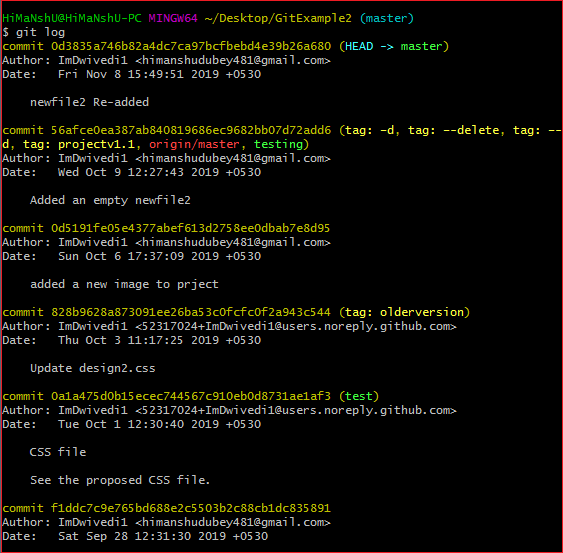 HiMaNshU@HiMaNshU-PC MINGW64 ~/Desktop/GitExample2 (master)
$ git log
commit 0d3835a746b82a4dc7ca97bcfbebd4e39b26a680 (HEAD -> master)
Author: ImDwivedi1 <himanshudubey481@gmail.com>
Date:   Fri Nov 8 15:49:51 2019 +0530
newfile2 Re-added
commit 56afce0ea387ab840819686ec9682bb07d72add6 (tag: -d, tag: --delete, tag: --
d, tag: projectv1.1, origin/master, testing)
Author: ImDwivedi1 <himanshudubey481@gmail.com>
Date:   Wed Oct 9 12:27:43 2019 +0530
Added an empty newfile2
commit 0d5191fe05e4377abef613d2758ee0dbab7e8d95
Author: ImDwivedi1 <himanshudubey481@gmail.com>
Date:   Sun Oct 6 17:37:09 2019 +0530
added a new image to prject
commit 828b9628a873091ee26ba53c0fcfc0f2a943c544 (tag: olderversion)
Author: ImDwivedi1 <52317024+ImDwivedi1@users.noreply.github.com>
Date:   Thu Oct 3 11:17:25 2019 +0530
Update design2.css
commit 0a1a475d0b15ecec744567c910eb0d8731ae1af3 (test)
Author: ImDwivedi1 <52317024+ImDwivedi1@users.noreply.github.com>
Date:   Tue Oct 1 12:30:40 2019 +0530
CSS file
See the proposed CSS file.
commit f1ddc7c9e765bd688e2c5503b2c88cb1dc835891
Author: ImDwivedi1 <himanshudubey481@gmail.com>
Date:   Sat Sep 28 12:31:30 2019 +0530